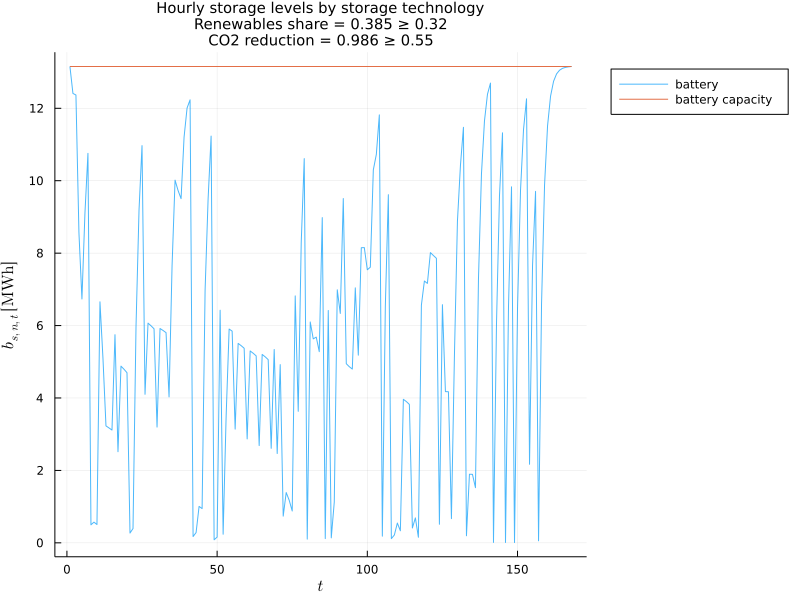 Hourly storage levels by storage technology
Renewables share = 0.385 ≥ 0.32
CO2 reduction = 0.986 ≥ 0.55
battery
battery capacity
12
10
8
6
4
2
0
b_{s, n, t} [MWh]
0 50 100 150
t